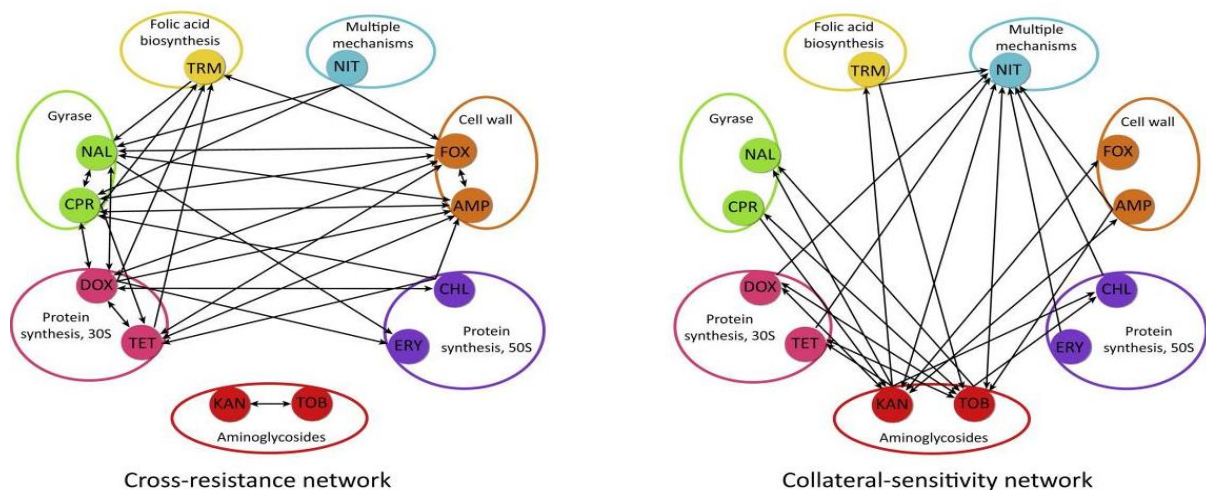 Folic acid
biosynthesis
TRM
Multiple
mechanisms
NIT
Gyrase
NAL
CPR
Cell wall
FOX
AMP
DOX
Protein
synthesis, 30S
TET
CHL
Protein
synthesis, 50S
ERY
KAN
TOB
Aminoglycosides
Cross-resistance network
Folic acid
biosynthesis
TRM
Multiple
mechanisms
NIT
Gyrase
NAL
CPR
Cell wall
FOX
AMP
DOX
Protein
synthesis, 30S
TET
CHL
Protein
synthesis, 50S
ERY
KAN
TOB
Aminoglycosides
Collateral-sensitivity network